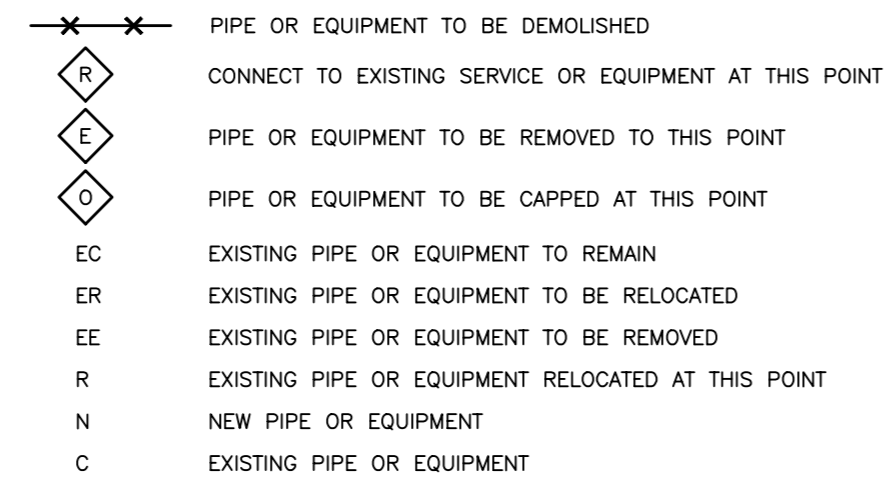 PIPE OR EQUIPMENT TO BE DEMOLISHED
R CONNECT TO EXISTING SERVICE OR EQUIPMENT AT THIS POINT
E PIPE OR EQUIPMENT TO BE REMOVED TO THIS POINT
O PIPE OR EQUIPMENT TO BE CAPPED AT THIS POINT
EC EXISTING PIPE OR EQUIPMENT TO REMAIN
ER EXISTING PIPE OR EQUIPMENT TO BE RELOCATED
EE EXISTING PIPE OR EQUIPMENT TO BE REMOVED
R EXISTING PIPE OR EQUIPMENT RELOCATED AT THIS POINT
N NEW PIPE OR EQUIPMENT
C EXISTING PIPE OR EQUIPMENT